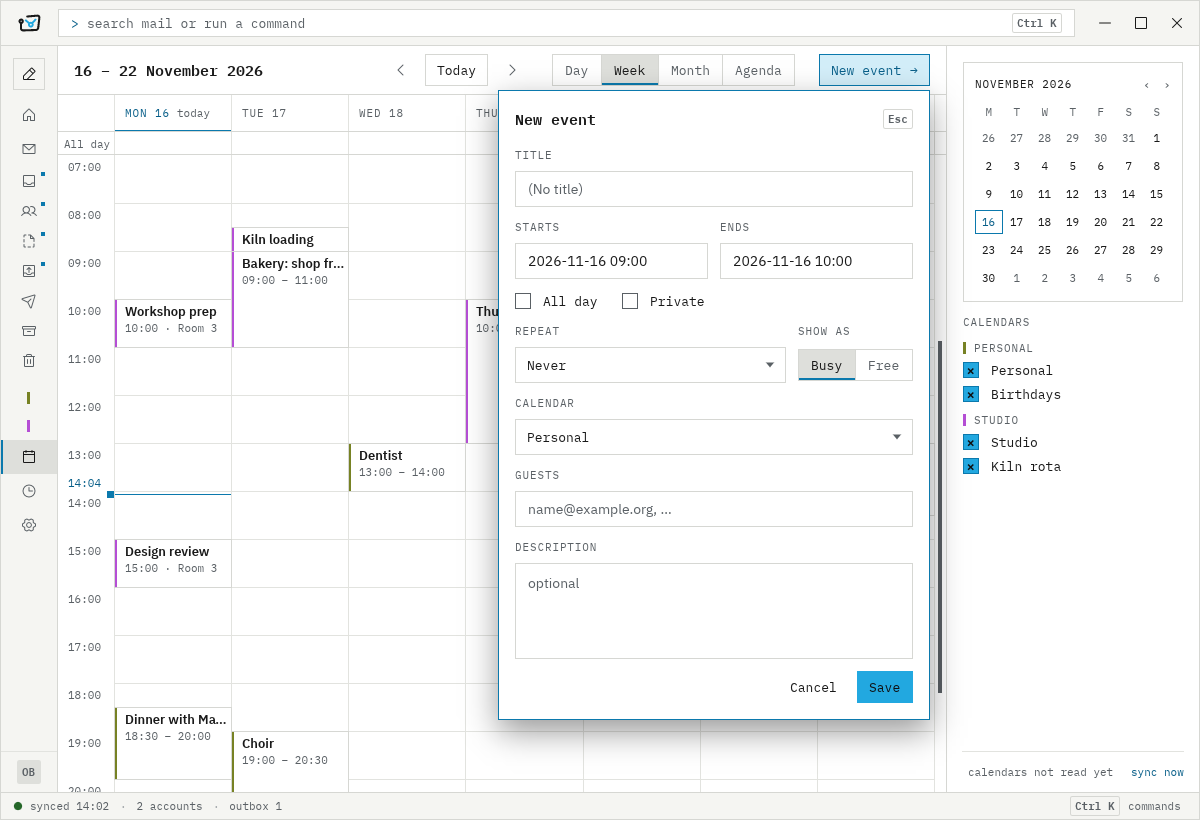 > search mail or run a command Ctrl K
16 – 22 November 2026 Today Day Week Month Agenda New event →
MON 16 today TUE 17 WED 18 THU
All day
07:00
08:00
09:00
10:00
11:00
12:00
13:00
14:04
14:00
15:00
16:00
17:00
18:00
19:00
20:00
Workshop prep
10:00 · Room 3
Design review
15:00 · Room 3
Dinner with Ma...
18:30 – 20:00
Kiln loading
Bakery: shop fr...
09:00 – 11:00
Choir
19:00 – 20:30
Dentist
13:00 – 14:00
Thu
10:0
New event Esc
TITLE
(No title)
STARTS ENDS
2026-11-16 09:00 2026-11-16 10:00
All day Private
REPEAT SHOW AS
Never Busy Free
CALENDAR
Personal
GUESTS
name@example.org, ...
DESCRIPTION
optional
Cancel Save
NOVEMBER 2026 ‹ ›
M T W T F S S
26 27 28 29 30 31 1
2 3 4 5 6 7 8
9 10 11 12 13 14 15
16 17 18 19 20 21 22
23 24 25 26 27 28 29
30 1 2 3 4 5 6
CALENDARS
PERSONAL
Personal
Birthdays
STUDIO
Studio
Kiln rota
calendars not read yet sync now
OB
synced 14:02 · 2 accounts · outbox 1 Ctrl K commands